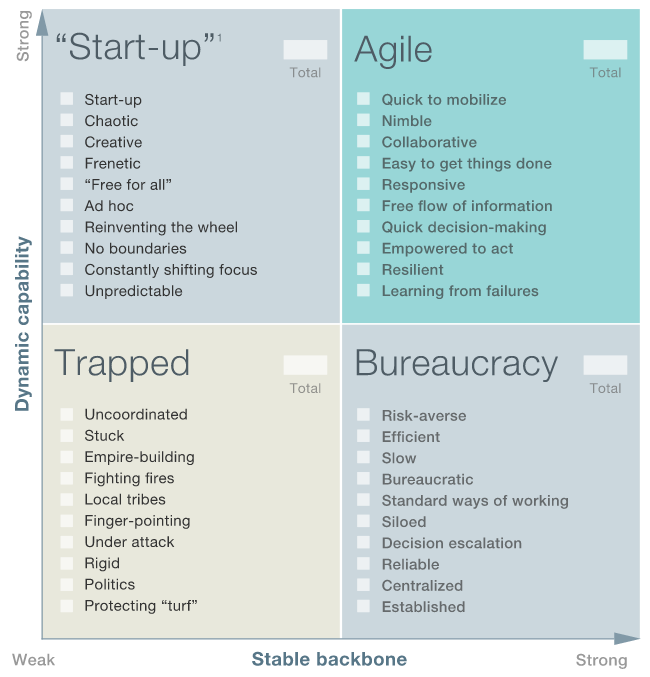 Strong
“Start-up”1
Total
Start-up
Chaotic
Creative
Frenetic
“Free for all”
Ad hoc
Reinventing the wheel
No boundaries
Constantly shifting focus
Unpredictable
Agile
Total
Quick to mobilize
Nimble
Collaborative
Easy to get things done
Responsive
Free flow of information
Quick decision-making
Empowered to act
Resilient
Learning from failures
Dynamic capability
Trapped
Total
Uncoordinated
Stuck
Empire-building
Fighting fires
Local tribes
Finger-pointing
Under attack
Rigid
Politics
Protecting “turf”
Bureaucracy
Total
Risk-averse
Efficient
Slow
Bureaucratic
Standard ways of working
Siloed
Decision escalation
Reliable
Centralized
Established
Weak
Stable backbone
Strong